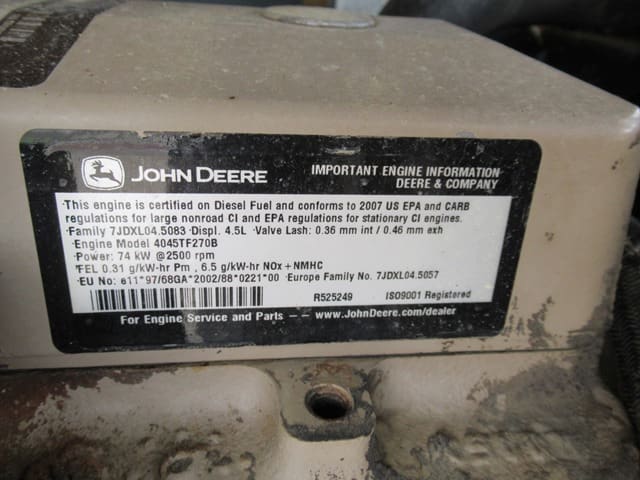 JOHN DEERE
IMPORTANT ENGINE INFORMATION
DEERE & COMPANY
·This engine is certified on Diesel Fuel and conforms to 2007 US EPA and CARB
regulations for large nonroad CI and EPA regulations for stationary CI engines.
·Family 7JDXL04.5083 ·Displ. 4.5L ·Valve Lash: 0.36 mm int / 0.46 mm exh
·Engine Model 4045TF270B
·Power: 74 kW @2500 rpm
*FEL 0.31 g/kW-hr Pm , 6.5 g/kW-hr NOx+NMHC
·EU No: e11*97/68GA*2002/88*0221*00 ·Europe Family No. 7JDXL04.5057
R525249 ISO9001 Registered
For Engine Service and Parts – – www.JohnDeere.com/dealer